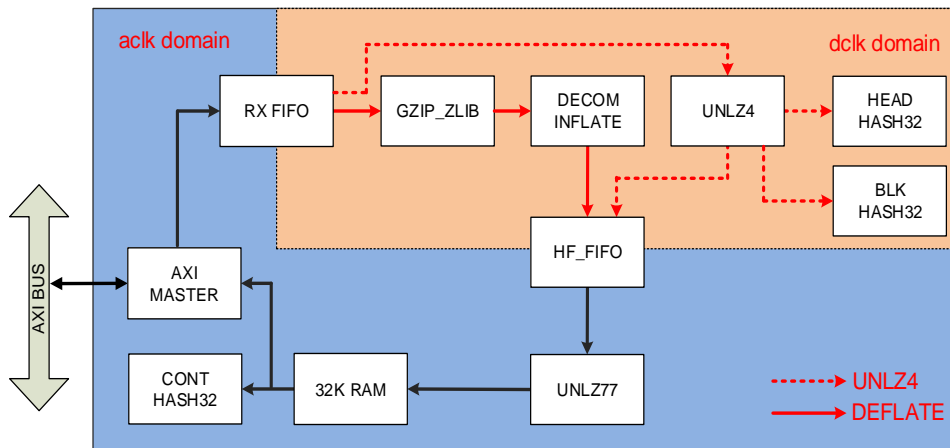 aclk domain
dclk domain
RX FIFO
GZIP_ZLIB
DECOM
INFLATE
UNLZ4
HEAD
HASH32
BLK
HASH32
HF_FIFO
AXI BUS
AXI
MASTER
CONT
HASH32
32K RAM
UNLZ77
UNLZ4
DEFLATE